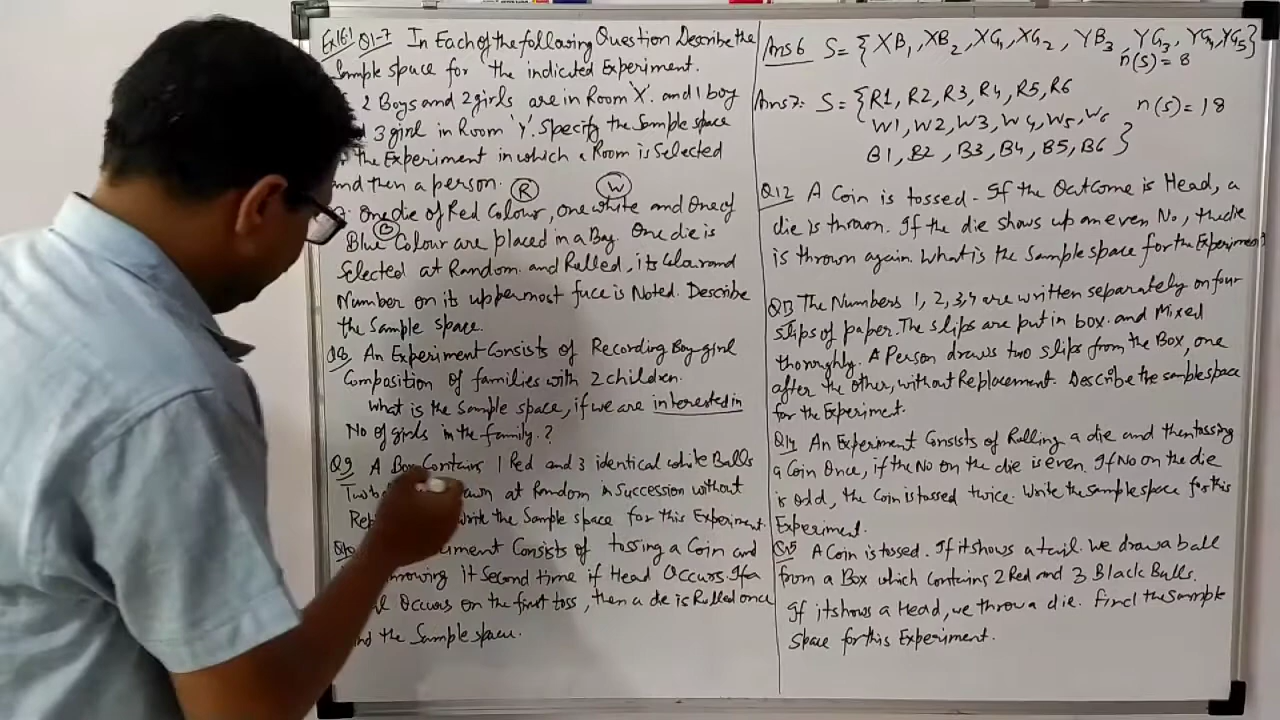 Ex 16.1 Q1-7 In Each of the following Question Describe the
Sample space for the indicated Experiment.
2 Boys and 2 girls are in Room 'X'. and 1 boy
3 girl in Room 'Y'. Specify the Sample space
the Experiment in which a Room is Selected
and then a person.
R W
One die of Red Colour, one white and One of
B
Blue Colour are placed in a Bag. One die is
Selected at Random and Rolled, its Colour and
Number on its uppermost face is Noted. Describe
the Sample space.
Q8 An Experiment Consists of Recording Boy-girl
Composition of families with 2 children.
What is the Sample space, if we are interested in
No of girls in the family.?
Q9 A Box Contains 1 Red and 3 identical white Balls
Two at Random in Succession without
Write the Sample space for this Experiment.
Q10 Consists of tossing a Coin and
it Second time if Head Occurs. If a
Occurs on the first toss, then a die is Rolled once
the Sample space.
Ans 6 S= { XB1, XB2, XG1, XG2, YB3, YG3, YG4, YG5}
n(s) = 8
Ans 7: S = { R1, R2, R3, R4, R5, R6
W1, W2, W3, W4, W5, W6 n(s) = 18
B1, B2, B3, B4, B5, B6 }
Q12 A Coin is tossed. If the Outcome is Head, a
die is thrown. If the die shows up an even No, the die
is thrown again. What is the Sample space for the Experiment?
Q13 The Numbers 1, 2, 3, 4 are written separately on four
slips of paper. The slips are put in box. and Mixed
thoroughly. A Person draws two slips from the Box, one
after the other, without Replacement. Describe the sample space
for the Experiment.
Q14 An Experiment Consists of Rolling a die and then tossing
a Coin Once, if the No on the die is even. If No on the die
is odd, the Coin is tossed twice. Write the sample space for this
Experiment.
Q15 A Coin is tossed. If it shows a tail. we draw a ball
from a Box which contains 2 Red and 3 Black Balls.
If it shows a Head, we throw a die. Find the Sample
Space for this Experiment.